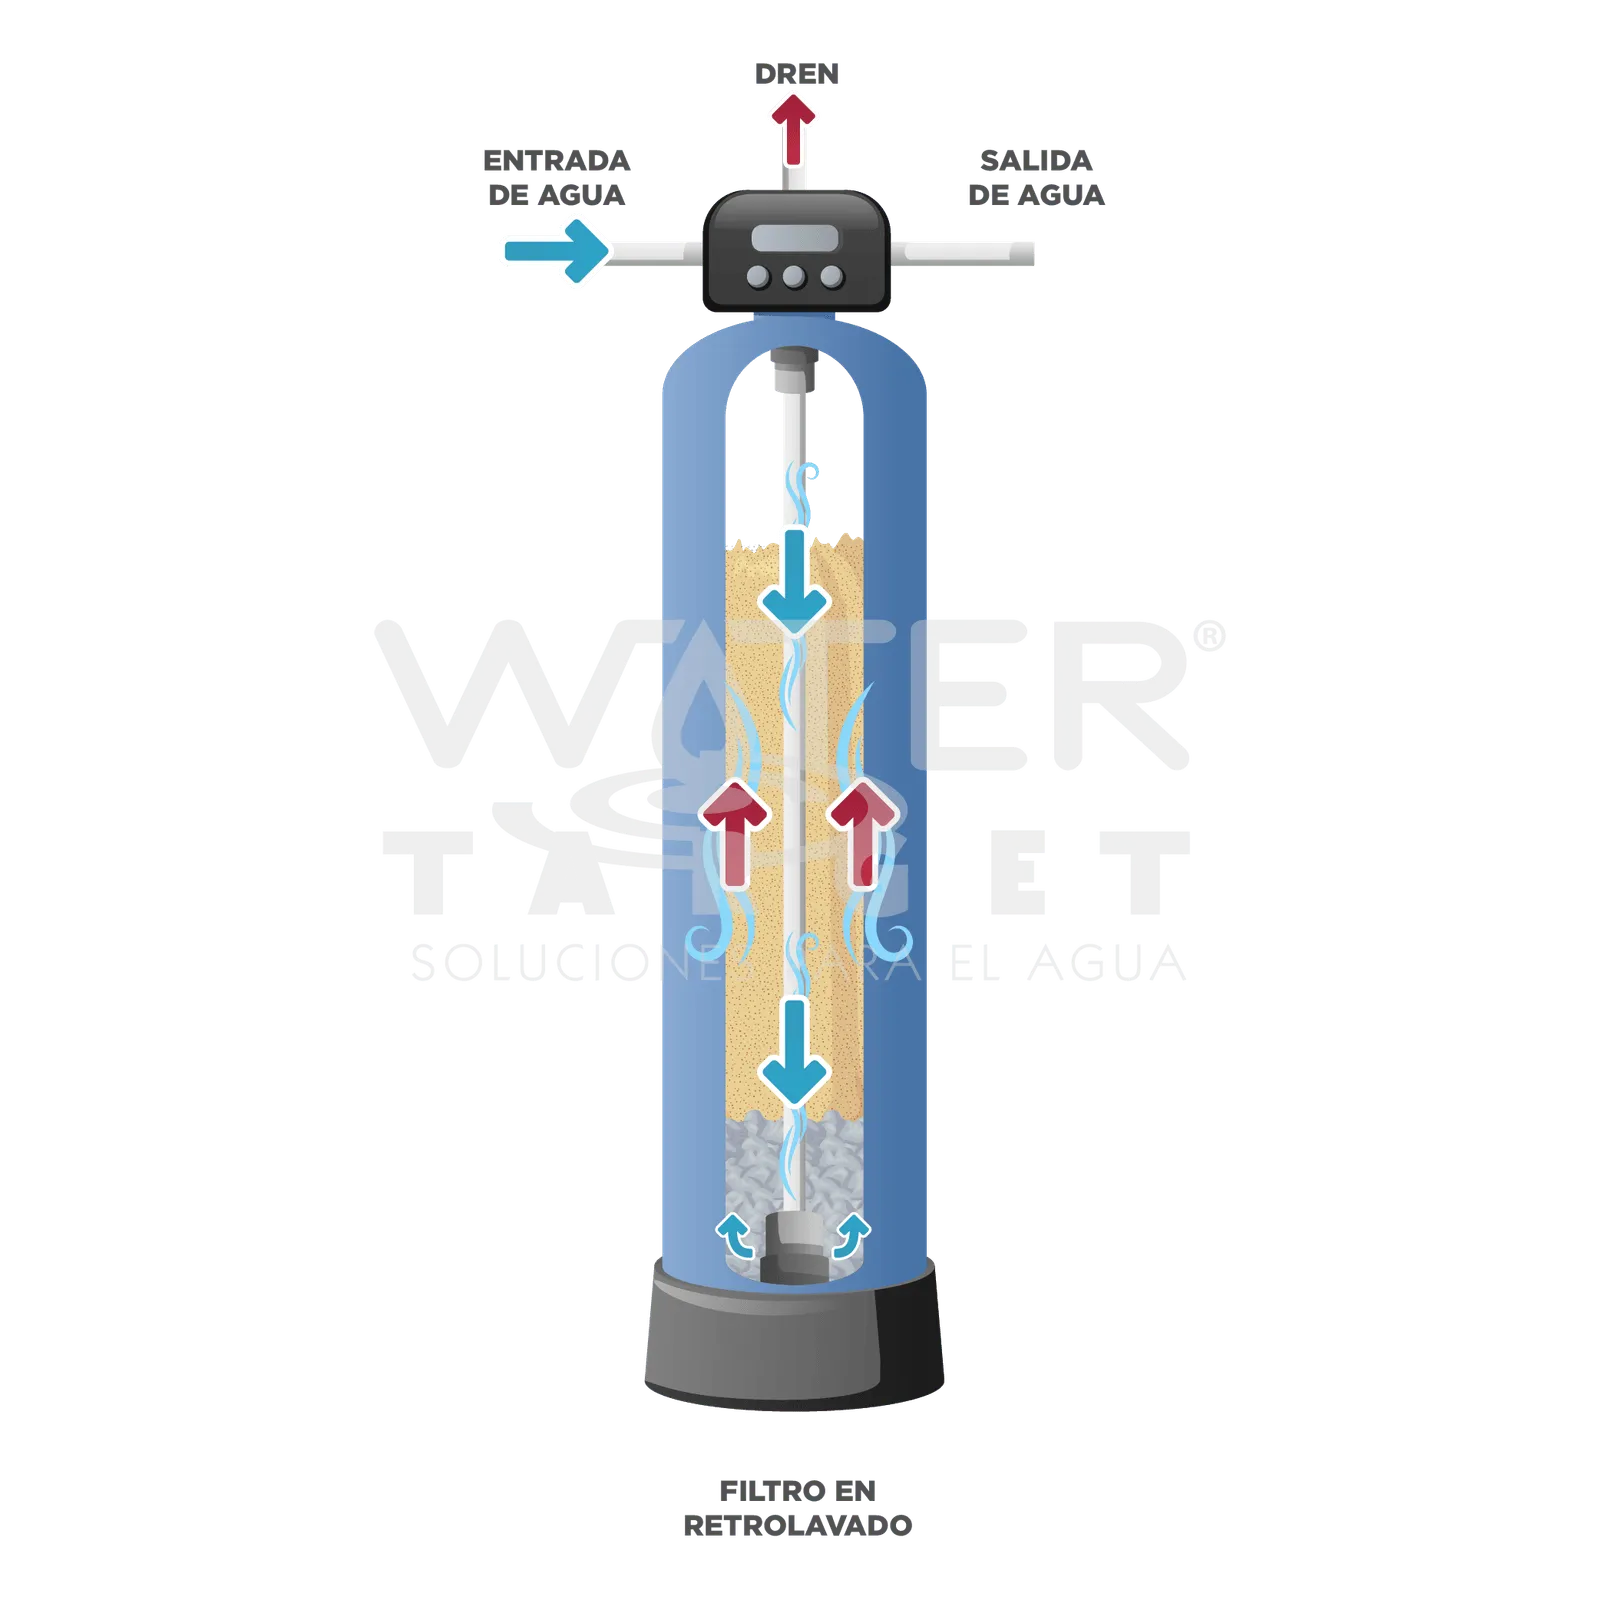 DREN
ENTRADA
DE AGUA
SALIDA
DE AGUA
WATER®
TARGET
SOLUCIONES PARA EL AGUA
FILTRO EN
RETROLAVADO